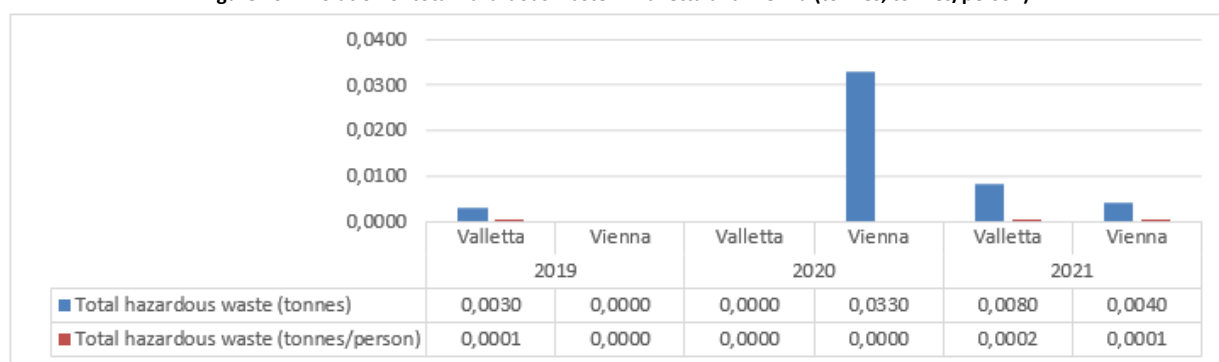 0,0400
0,0300
0,0200
0,0100
0,0000
Valletta Vienna Valletta Vienna Valletta Vienna
2019 2020 2021
Total hazardous waste (tonnes) 0,0030 0,0000 0,0000 0,0330 0,0080 0,0040
Total hazardous waste (tonnes/person) 0,0001 0,0000 0,0000 0,0000 0,0002 0,0001